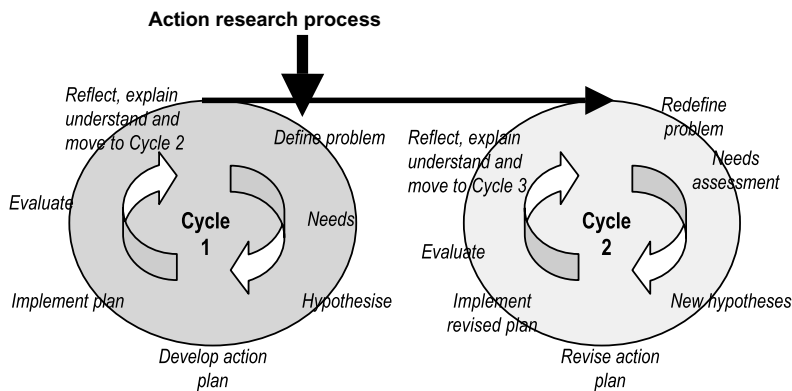 Action research process
Reflect, explain
understand and
move to Cycle 2
Define problem
Evaluate
Cycle
1
Needs
Implement plan
Hypothesise
Develop action
plan
Redefine
problem
Reflect, explain
understand and
move to Cycle 3
Needs
assessment
Cycle
2
Evaluate
Implement
revised plan
New hypotheses
Revise action
plan